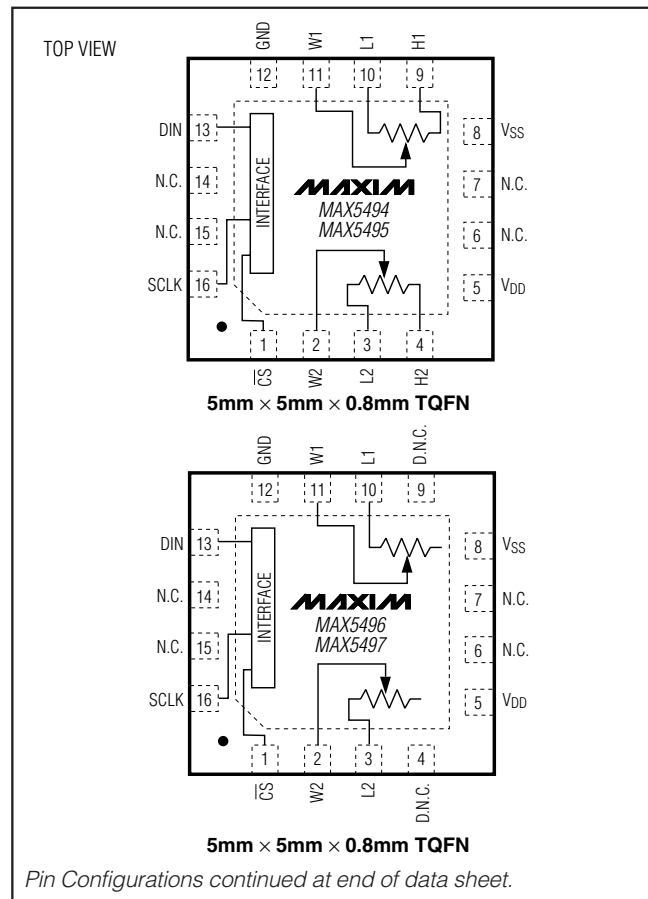 TOP VIEW
GND W1 L1 H1
12 11 10 9
DIN 13
N.C. 14
N.C. 15
SCLK 16
INTERFACE
MAXIM
MAX5494
MAX5495
8 VSS
7 N.C.
6 N.C.
5 VDD
1 2 3 4
CS W2 L2 H2
5mm × 5mm × 0.8mm TQFN
GND W1 L1 D.N.C.
12 11 10 9
DIN 13
N.C. 14
N.C. 15
SCLK 16
INTERFACE
MAXIM
MAX5496
MAX5497
8 VSS
7 N.C.
6 N.C.
5 VDD
1 2 3 4
CS W2 L2 D.N.C.
5mm × 5mm × 0.8mm TQFN
Pin Configurations continued at end of data sheet.